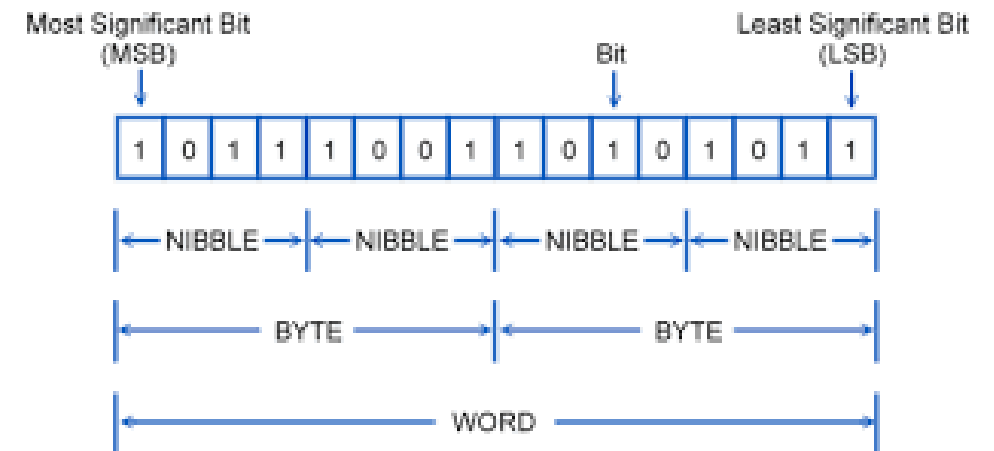 Most Significant Bit
(MSB)
Bit
Least Significant Bit
(LSB)
1 0 1 1 1 0 0 1 1 0 1 0 1 0 1 1
NIBBLE NIBBLE NIBBLE NIBBLE
BYTE BYTE
WORD